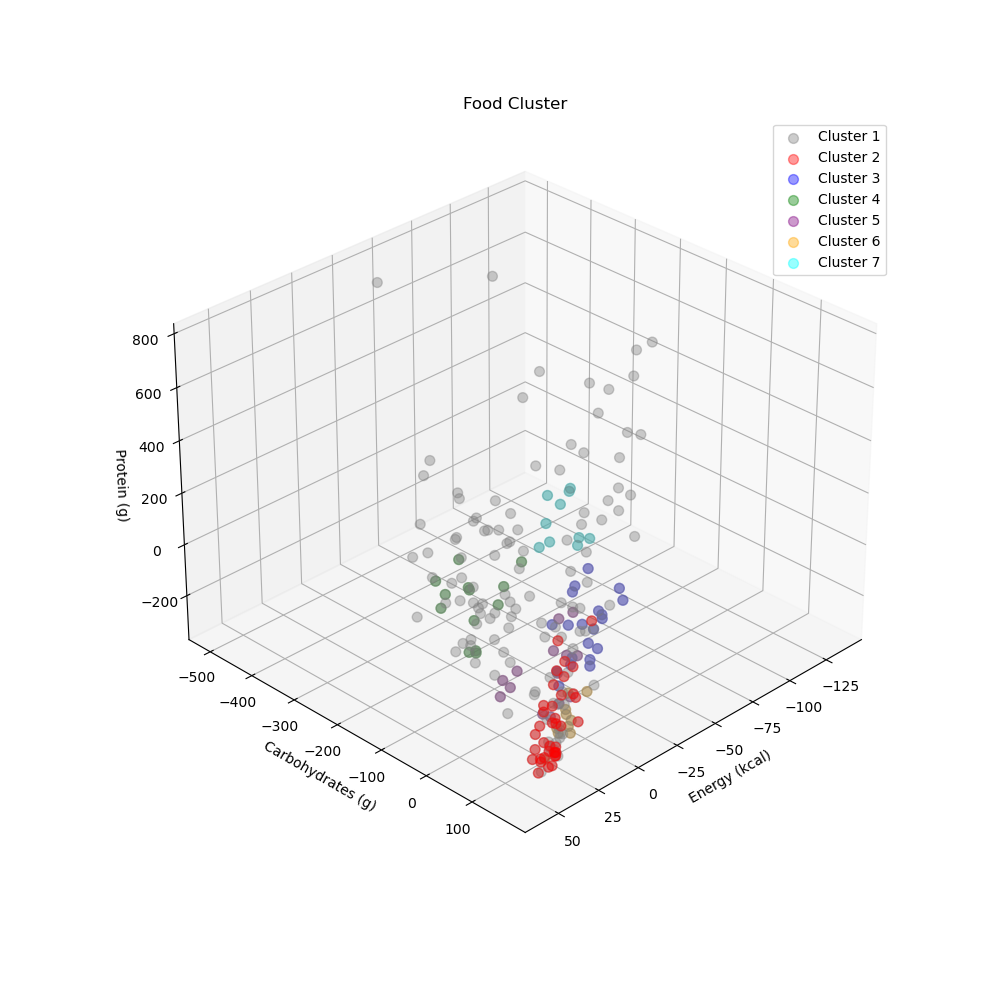 Food Cluster
Cluster 1
Cluster 2
Cluster 3
Cluster 4
Cluster 5
Cluster 6
Cluster 7
800
600
400
200
0
−200
Protein (g)
−500
−400
−300
−200
−100
0
100
Carbohydrates (g)
50
25
0
−25
−50
−75
−100
−125
Energy (kcal)